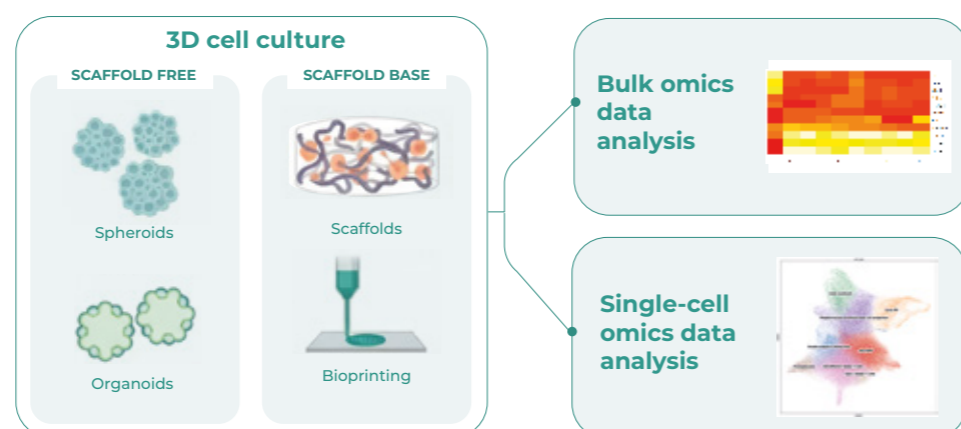 3D cell culture
SCAFFOLD FREE
Spheroids
Organoids
SCAFFOLD BASE
Scaffolds
Bioprinting
Bulk omics
data
analysis
Single-cell
omics data
analysis